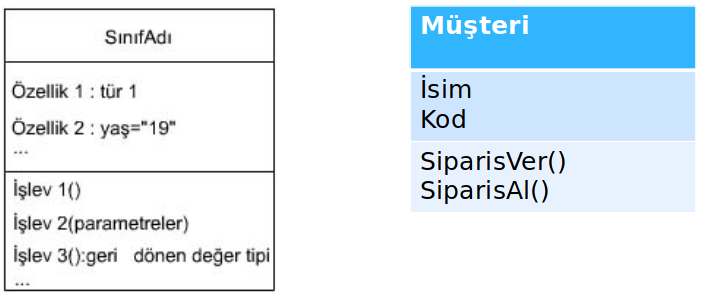 SınıfAdı
Özellik 1 : tür 1
Özellik 2 : yaş="19"
...
İşlev 1()
İşlev 2(parametreler)
İşlev 3():geri dönen değer tipi
...
Müşteri
İsim
Kod
SiparisVer()
SiparisAl()